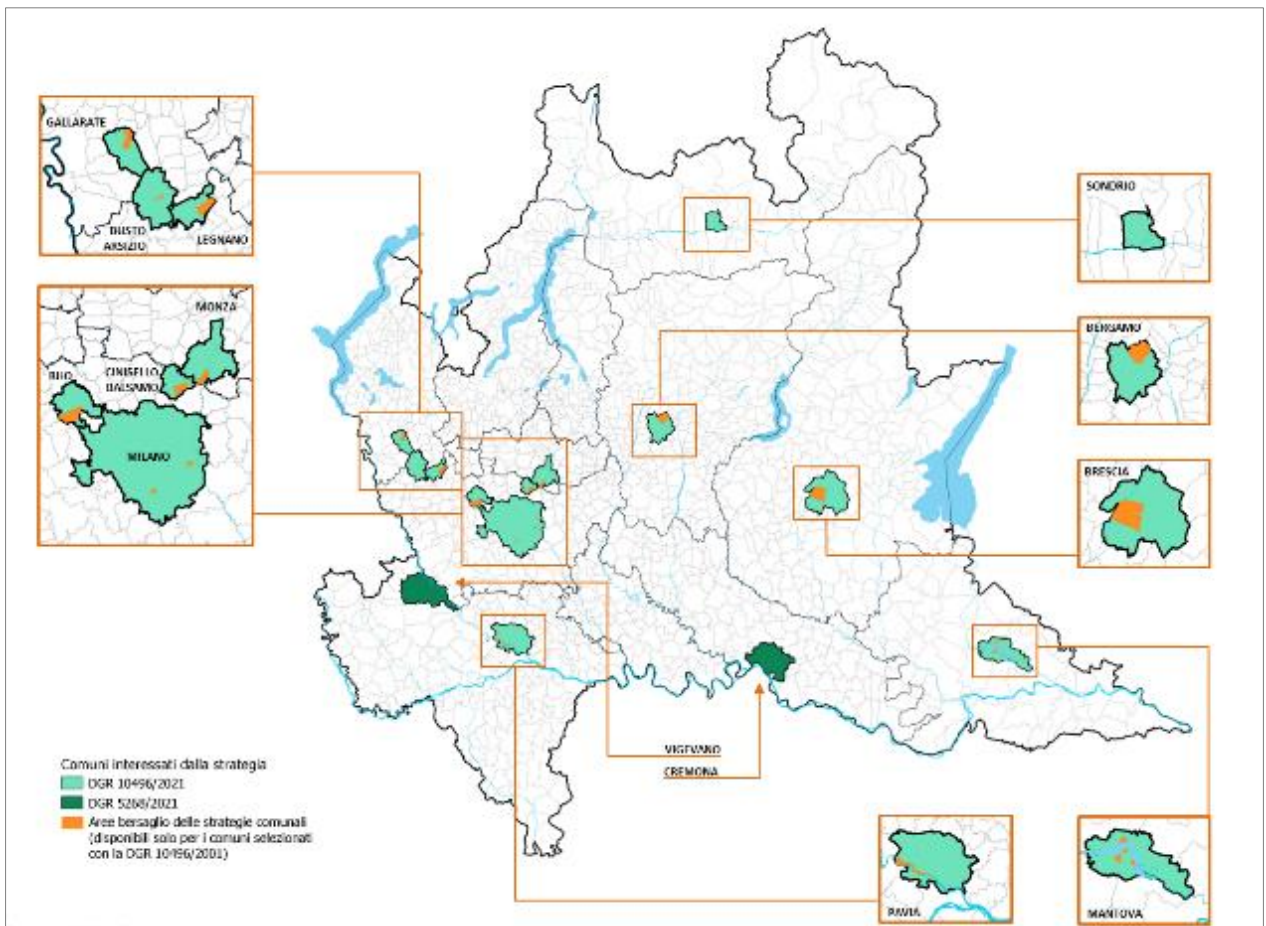 GALLARATE
BUSTO
ARSIZIO
LEGNANO
MONZA
CINISELLO
BALSAMO
RHO
MILANO
SONDRIO
BERGAMO
BRESCIA
VIGEVANO
CREMONA
Comuni interessati dalla strategia
DGR 10496/2021
DGR 5268/2021
Aree bersaglio delle strategie comunali
(disponibili solo per i comuni selezionati
con la DGR 10496/2001)
PAVIA
MANTOVA